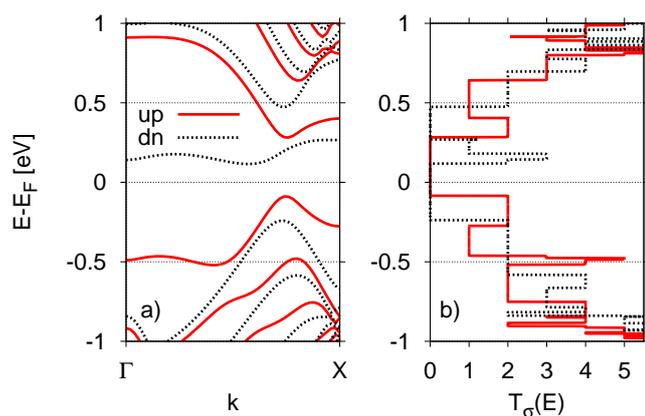 1
0.5
0
-0.5
-1
E-E_F [eV]
up
dn
a)
Γ
X
k
1
0.5
0
-0.5
-1
b)
0 1 2 3 4 5
T_σ(E)